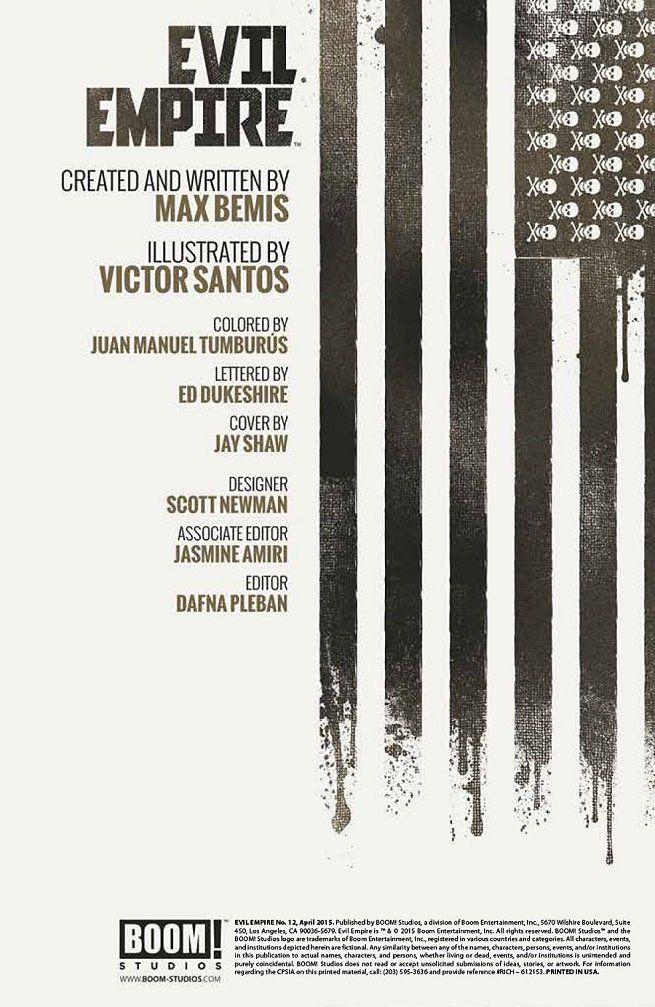 EVIL
EMPIRE™
CREATED AND WRITTEN BY
MAX BEMIS
ILLUSTRATED BY
VICTOR SANTOS
COLORED BY
JUAN MANUEL TUMBURÚS
LETTERED BY
ED DUKESHIRE
COVER BY
JAY SHAW
DESIGNER
SCOTT NEWMAN
ASSOCIATE EDITOR
JASMINE AMIRI
EDITOR
DAFNA PLEBAN
BOOM!™
STUDIOS
WWW.BOOM-STUDIOS.COM
EVIL EMPIRE No. 12, April 2015. Published by BOOM! Studios, a division of Boom Entertainment, Inc., 5670 Wilshire Boulevard, Suite
450, Los Angeles, CA 90036-5679. Evil Empire is ™ & © 2015 Boom Entertainment, Inc. All rights reserved. BOOM! Studios™ and the
BOOM! Studios logo are trademarks of Boom Entertainment, Inc., registered in various countries and categories. All characters, events,
and institutions depicted herein are fictional. Any similarity between any of the names, characters, persons, events, and/or institutions
in this publication to actual names, characters, and persons, whether living or dead, events, and/or institutions is unintended and
purely coincidental. BOOM! Studios does not read or accept unsolicited submissions of ideas, stories, or artwork. For information
regarding the CPSIA on this printed material, call: (203) 595-3636 and provide reference #RICH – 612153. PRINTED IN USA.